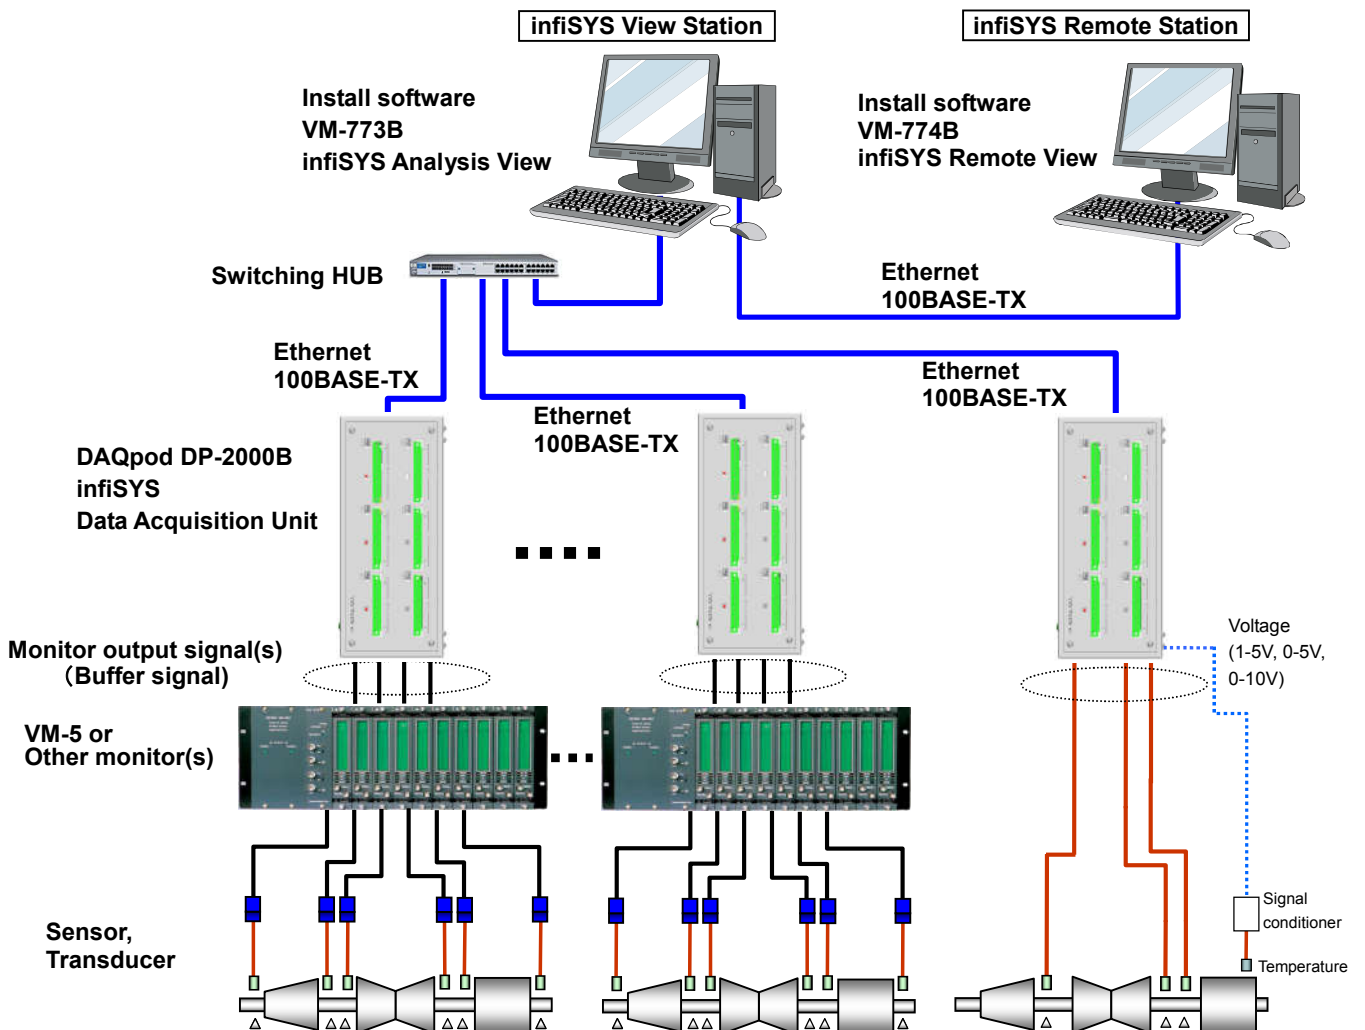 infiSYS View Station
infiSYS Remote Station
Install software
VM-773B
infiSYS Analysis View
Install software
VM-774B
infiSYS Remote View
Switching HUB
Ethernet
100BASE-TX
Ethernet
100BASE-TX
Ethernet
100BASE-TX
Ethernet
100BASE-TX
DAQpod DP-2000B
infiSYS
Data Acquisition Unit
Monitor output signal(s)
（Buffer signal)
Voltage
(1-5V, 0-5V,
0-10V)
VM-5 or
Other monitor(s)
Sensor,
Transducer
Signal
conditioner
Temperature